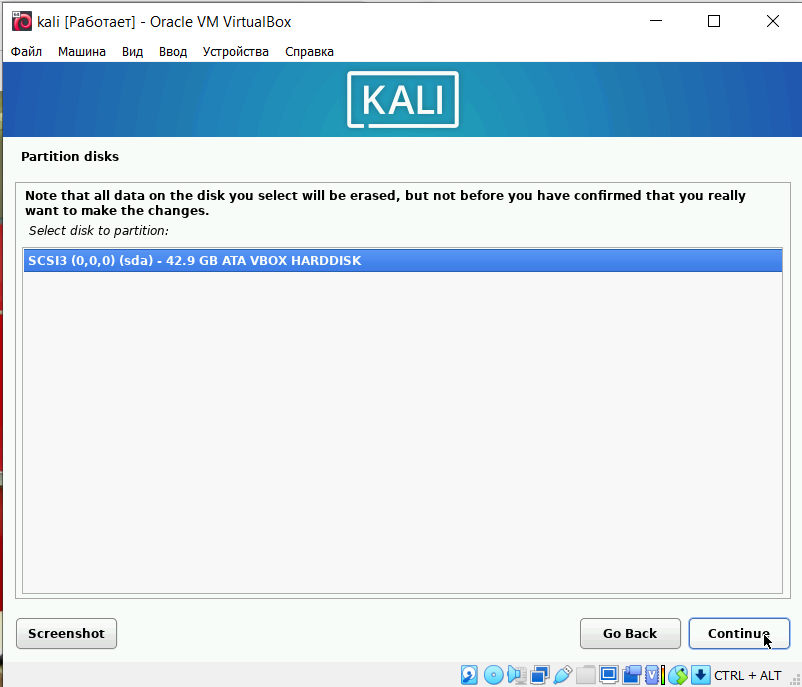 kali [Работает] - Oracle VM VirtualBox
Файл Машина Вид Ввод Устройства Справка
KALI
Partition disks
Note that all data on the disk you select will be erased, but not before you have confirmed that you really
want to make the changes.
Select disk to partition:
SCSI3 (0,0,0) (sda) - 42.9 GB ATA VBOX HARDDISK
Screenshot Go Back Continue
CTRL + ALT